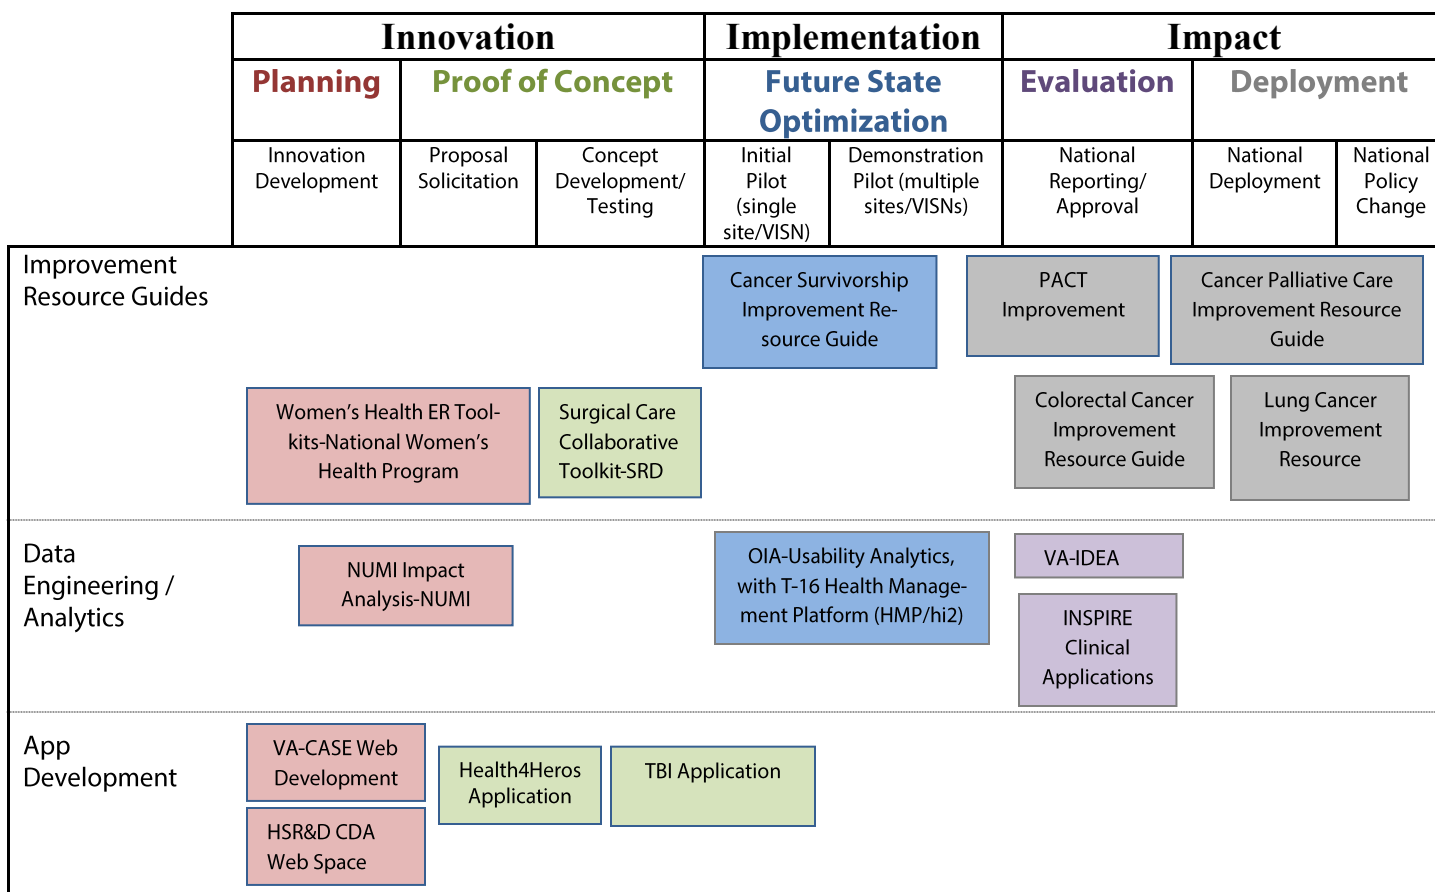 Innovation
Implementation
Impact
Planning
Proof of Concept
Future State
Optimization
Evaluation
Deployment
Innovation
Development
Proposal
Solicitation
Concept
Development/
Testing
Initial
Pilot
(single
site/VISN)
Demonstration
Pilot (multiple
sites/VISNs)
National
Reporting/
Approval
National
Deployment
National
Policy
Change
Improvement
Resource Guides
Cancer Survivorship
Improvement Re-
source Guide
PACT
Improvement
Cancer Palliative Care
Improvement Resource
Guide
Women’s Health ER Tool-
kits-National Women’s
Health Program
Surgical Care
Collaborative
Toolkit-SRD
Colorectal Cancer
Improvement
Resource Guide
Lung Cancer
Improvement
Resource
Data
Engineering /
Analytics
NUMI Impact
Analysis-NUMI
OIA-Usability Analytics,
with T-16 Health Manage-
ment Platform (HMP/hi2)
VA-IDEA
INSPIRE
Clinical
Applications
App
Development
VA-CASE Web
Development
Health4Heros
Application
TBI Application
HSR&D CDA
Web Space